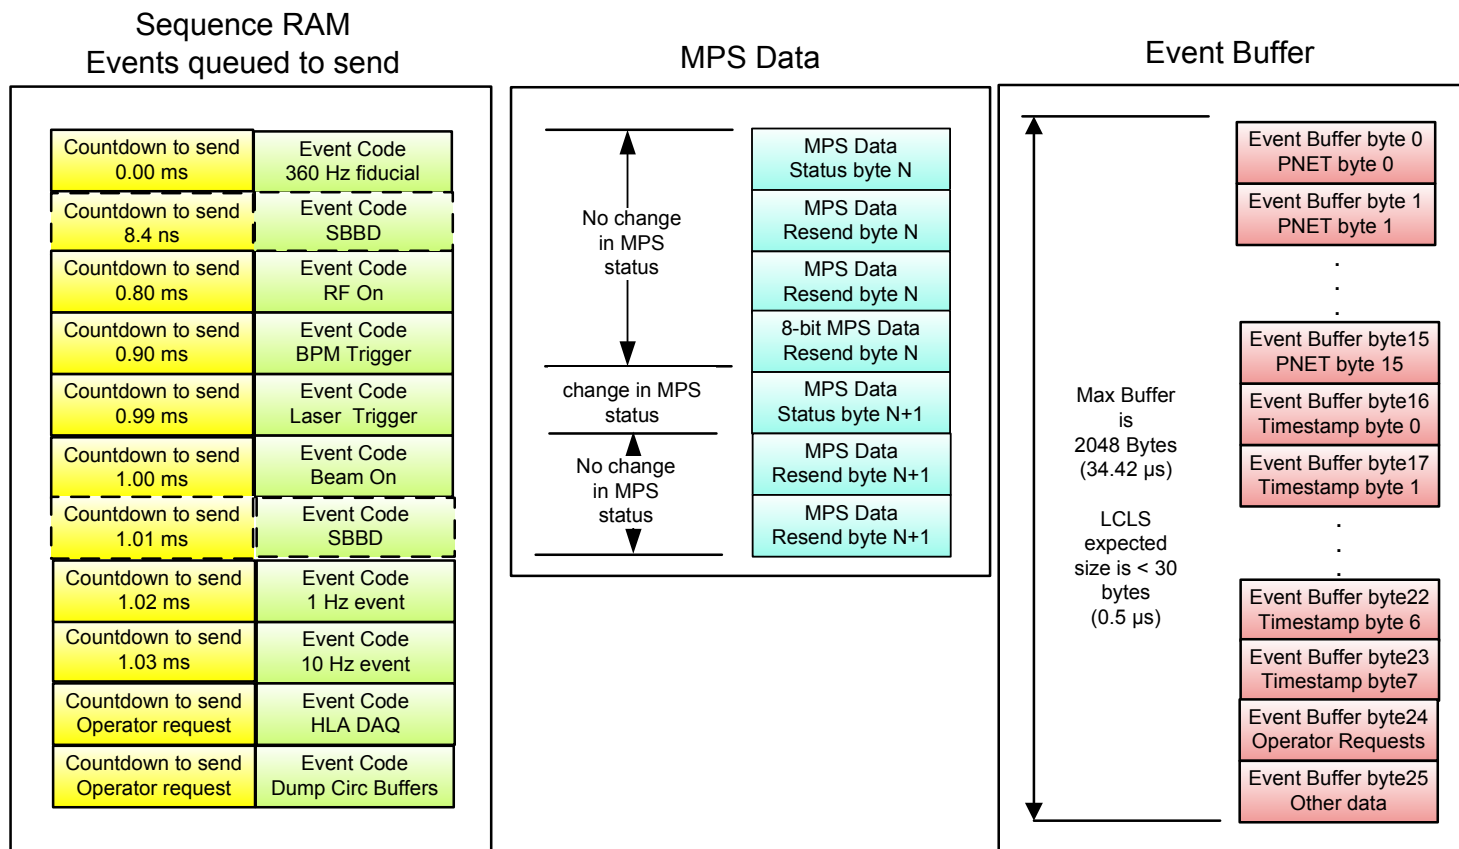 Sequence RAM
Events queued to send
Countdown to send
0.00 ms
Event Code
360 Hz fiducial
Countdown to send
8.4 ns
Event Code
SBBD
Countdown to send
0.80 ms
Event Code
RF On
Countdown to send
0.90 ms
Event Code
BPM Trigger
Countdown to send
0.99 ms
Event Code
Laser Trigger
Countdown to send
1.00 ms
Event Code
Beam On
Countdown to send
1.01 ms
Event Code
SBBD
Countdown to send
1.02 ms
Event Code
1 Hz event
Countdown to send
1.03 ms
Event Code
10 Hz event
Countdown to send
Operator request
Event Code
HLA DAQ
Countdown to send
Operator request
Event Code
Dump Circ Buffers
MPS Data
No change
in MPS
status
change in MPS
status
No change
in MPS
status
MPS Data
Status byte N
MPS Data
Resend byte N
MPS Data
Resend byte N
8-bit MPS Data
Resend byte N
MPS Data
Status byte N+1
MPS Data
Resend byte N+1
MPS Data
Resend byte N+1
Event Buffer
Max Buffer
is
2048 Bytes
(34.42 µs)
LCLS
expected
size is < 30
bytes
(0.5 µs)
Event Buffer byte 0
PNET byte 0
Event Buffer byte 1
PNET byte 1
.
.
.
Event Buffer byte15
PNET byte 15
Event Buffer byte16
Timestamp byte 0
Event Buffer byte17
Timestamp byte 1
.
.
.
Event Buffer byte22
Timestamp byte 6
Event Buffer byte23
Timestamp byte7
Event Buffer byte24
Operator Requests
Event Buffer byte25
Other data